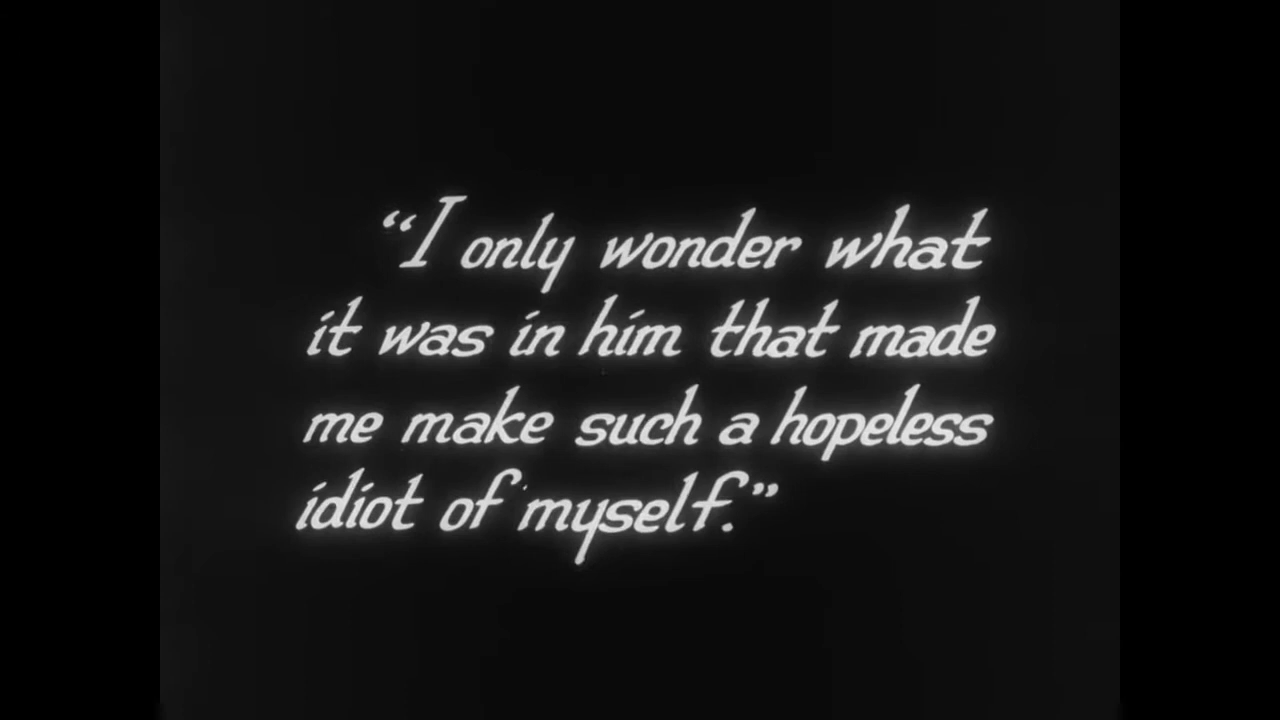 “I only wonder what
it was in him that made
me make such a hopeless
idiot of myself.”